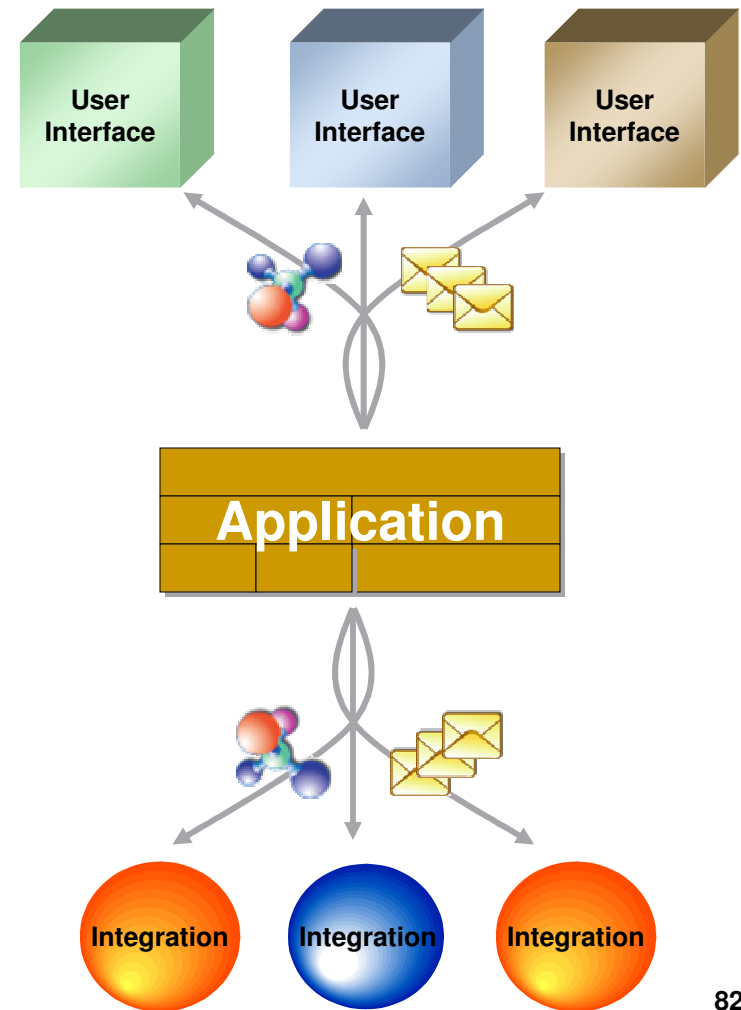 User
Interface
User
Interface
User
Interface
Application
Integration
Integration
Integration
82